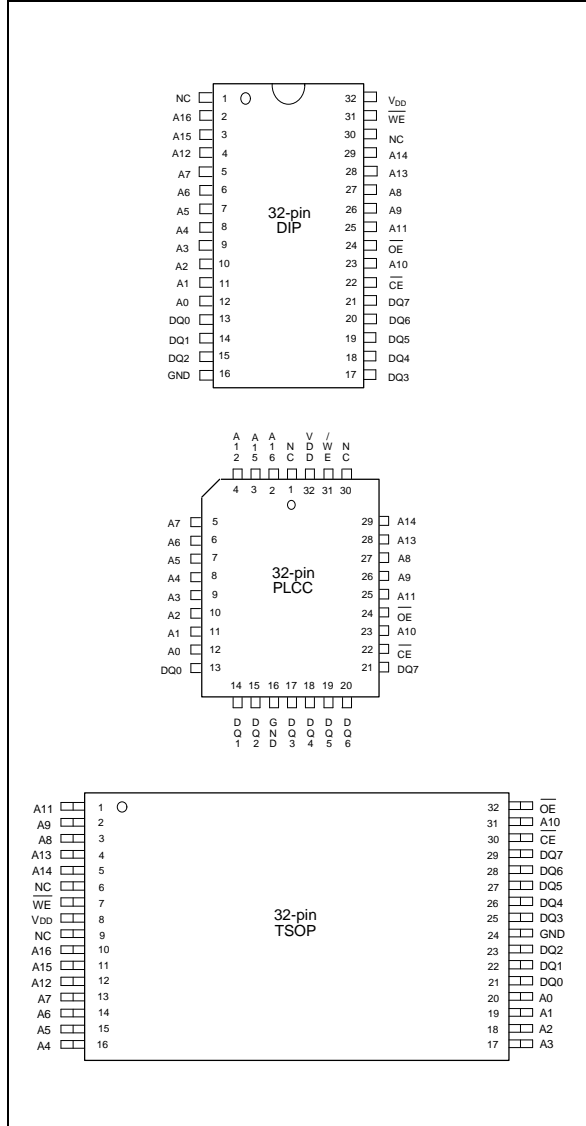 NC 1 32 VDD
A16 2 31 WE
A15 3 30 NC
A12 4 29 A14
A7 5 28 A13
A6 6 27 A8
A5 7 26 A9
A4 8 25 A11
A3 9 24 OE
A2 10 23 A10
A1 11 22 CE
A0 12 21 DQ7
DQ0 13 20 DQ6
DQ1 14 19 DQ5
DQ2 15 18 DQ4
GND 16 17 DQ3
32-pin
DIP
A12 A15 A16 NC VDD /WE NC
4 3 2 1 32 31 30
A7 5 29 A14
A6 6 28 A13
A5 7 27 A8
A4 8 26 A9
A3 9 25 A11
A2 10 24 OE
A1 11 23 A10
A0 12 22 CE
DQ0 13 21 DQ7
32-pin
PLCC
14 15 16 17 18 19 20
DQ1 DQ2 GND DQ3 DQ4 DQ5 DQ6
A11 1 32 OE
A9 2 31 A10
A8 3 30 CE
A13 4 29 DQ7
A14 5 28 DQ6
NC 6 27 DQ5
WE 7 26 DQ4
VDD 8 25 DQ3
NC 9 24 GND
A16 10 23 DQ2
A15 11 22 DQ1
A12 12 21 DQ0
A7 13 20 A0
A6 14 19 A1
A5 15 18 A2
A4 16 17 A3
32-pin
TSOP